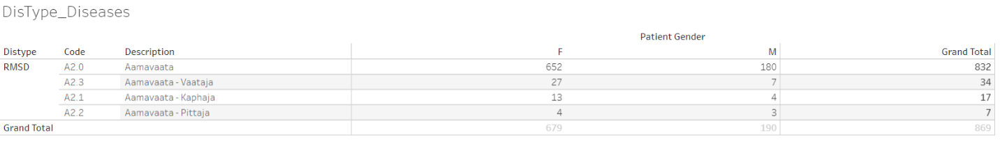 DisType_Diseases
Patient Gender
Distype Code Description F M Grand Total
RMSD A2.0 Aamavaata 652 180 832
A2.3 Aamavaata - Vaataja 27 7 34
A2.1 Aamavaata - Kaphaja 13 4 17
A2.2 Aamavaata - Pittaja 4 3 7
Grand Total 679 190 869